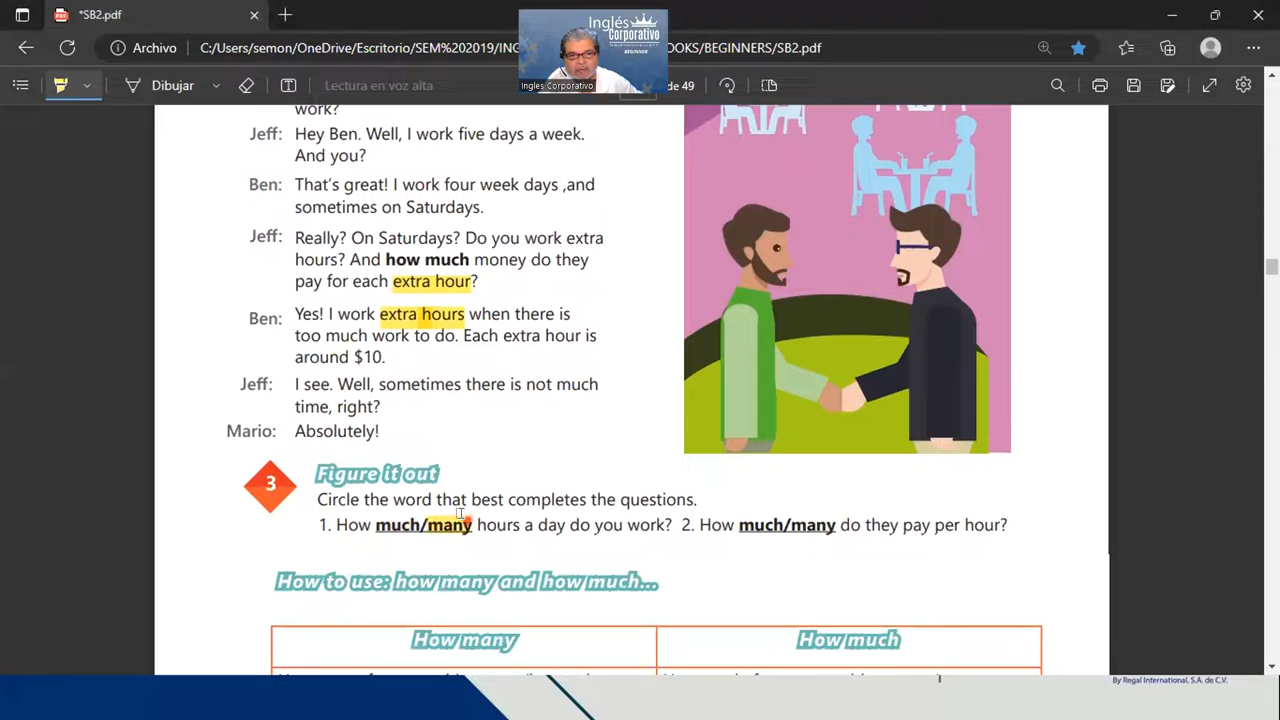 *SB2.pdf
Archivo
C:/Users/semon/OneDrive/Escritorio/SEM%202019/ING
OOKS/BEGINNERS/SB2.pdf
Inglés
Corporativo
BEGINNER
Ingles Corporativo
Dibujar
Lectura en voz alta
de 49
work?
Jeff: Hey Ben. Well, I work five days a week.
And you?
Ben: That's great! I work four week days ,and
sometimes on Saturdays.
Jeff: Really? On Saturdays? Do you work extra
hours? And how much money do they
pay for each extra hour?
Ben: Yes! I work extra hours when there is
too much work to do. Each extra hour is
around $10.
Jeff: I see. Well, sometimes there is not much
time, right?
Mario: Absolutely!
3 Figure it out
Circle the word that best completes the questions.
1. How much/many hours a day do you work? 2. How much/many do they pay per hour?
How to use: how many and how much...
How many How much
By Regal International, S.A. de C.V.